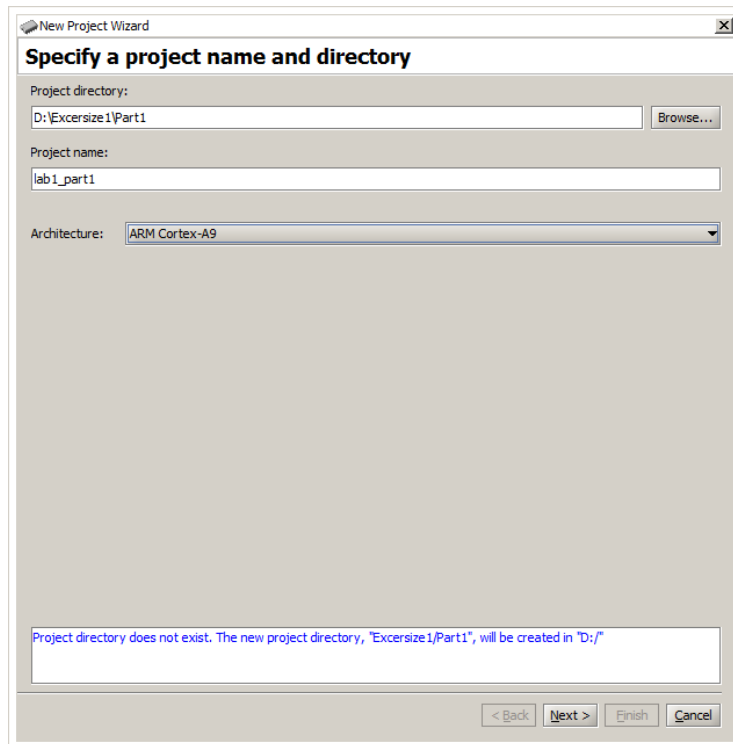 New Project Wizard
Specify a project name and directory
Project directory:
D:\Excersize1\Part1
Browse...
Project name:
lab1_part1
Architecture:
ARM Cortex-A9
Project directory does not exist. The new project directory, "Excersize1/Part1", will be created in "D:/"
< Back
Next >
Finish
Cancel